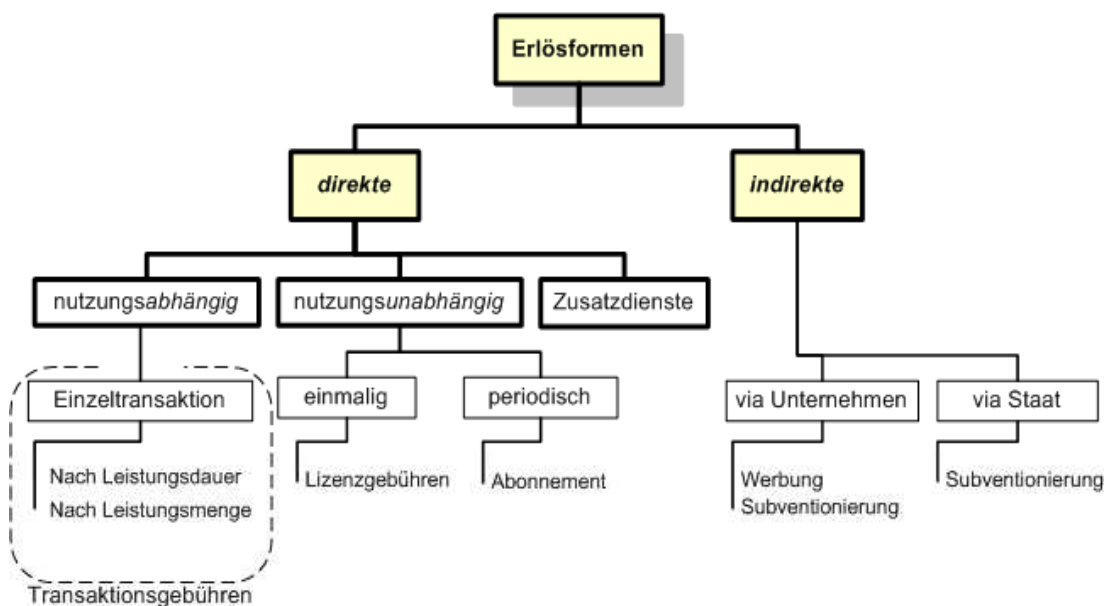 Erlösformen
direkte
indirekte
nutzungsabhängig
nutzungsunabhängig
Zusatzdienste
Einzeltransaktion
einmalig
periodisch
via Unternehmen
via Staat
Nach Leistungsdauer
Nach Leistungsmenge
Lizenzgebühren
Abonnement
Werbung
Subventionierung
Subventionierung
Transaktionsgebühren